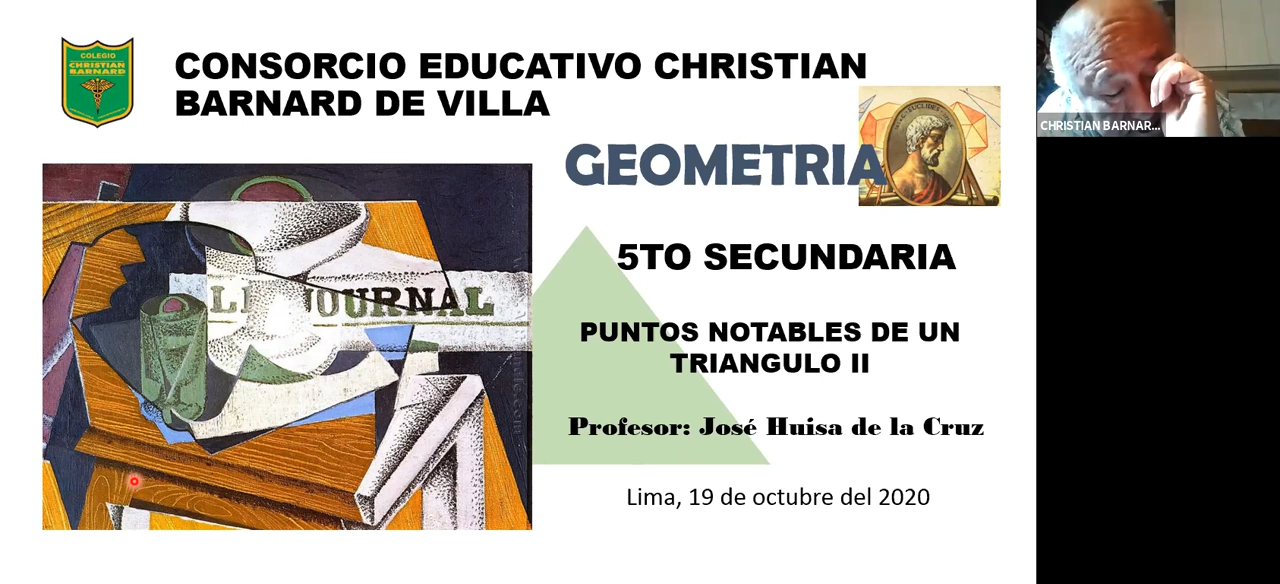 COLEGIO
CHRISTIAN
BARNARD
CONSORCIO EDUCATIVO CHRISTIAN
BARNARD DE VILLA
CHRISTIAN BARNAR...
GEOMETRIA
LE JOURNAL
5TO SECUNDARIA
PUNTOS NOTABLES DE UN
TRIANGULO II
Profesor: José Huisa de la Cruz
Lima, 19 de octubre del 2020